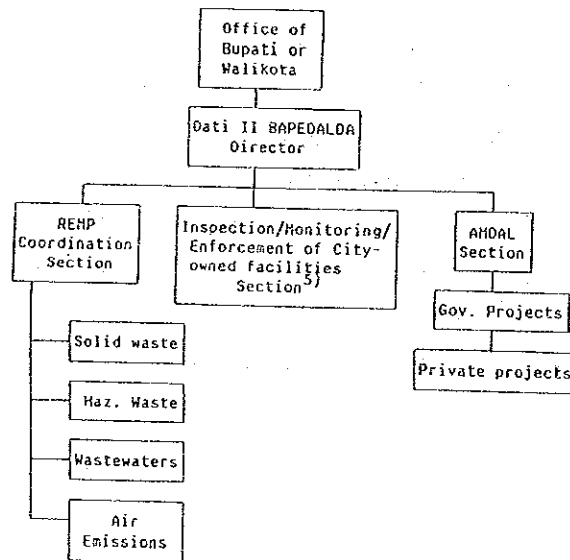 Office of
Bupati or
Walikota
Dati II BAPEDALDA
Director
REMP
Coordination
Section
Inspection/Monitoring/
Enforcement of City-
owned facilities
Section5)
AMDAL
Section
Gov. Projects
Private projects
Solid waste
Haz. Waste
Wastewaters
Air
Emissions